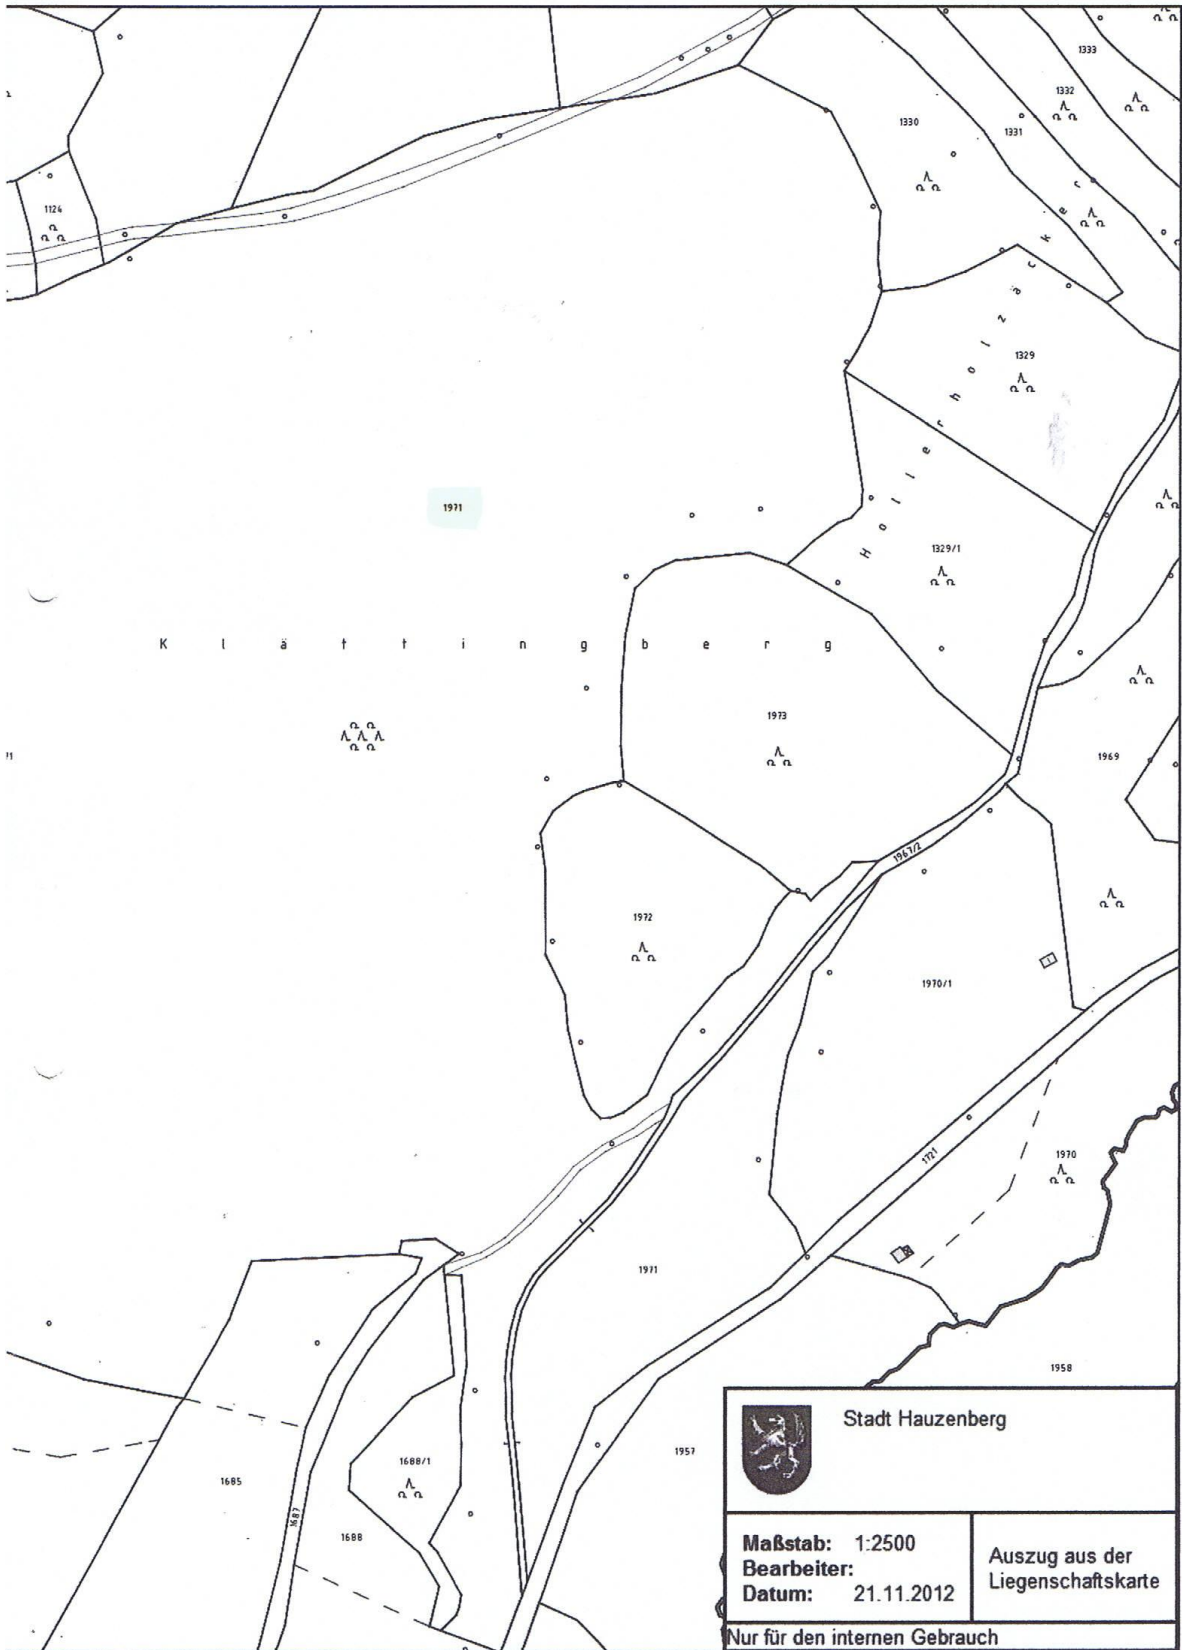 1333
1332
1330
1331
1124
Hollerholzäcker
1329
1971
1329/1
Klättingberg
1973
71
1969
1967/2
1972
1970/1
1721
1970
1971
1958
1957
1688/1
1685
1687
1688
Stadt Hauzenberg
Maßstab: 1:2500
Bearbeiter:
Datum: 21.11.2012
Auszug aus der
Liegenschaftskarte
Nur für den internen Gebrauch